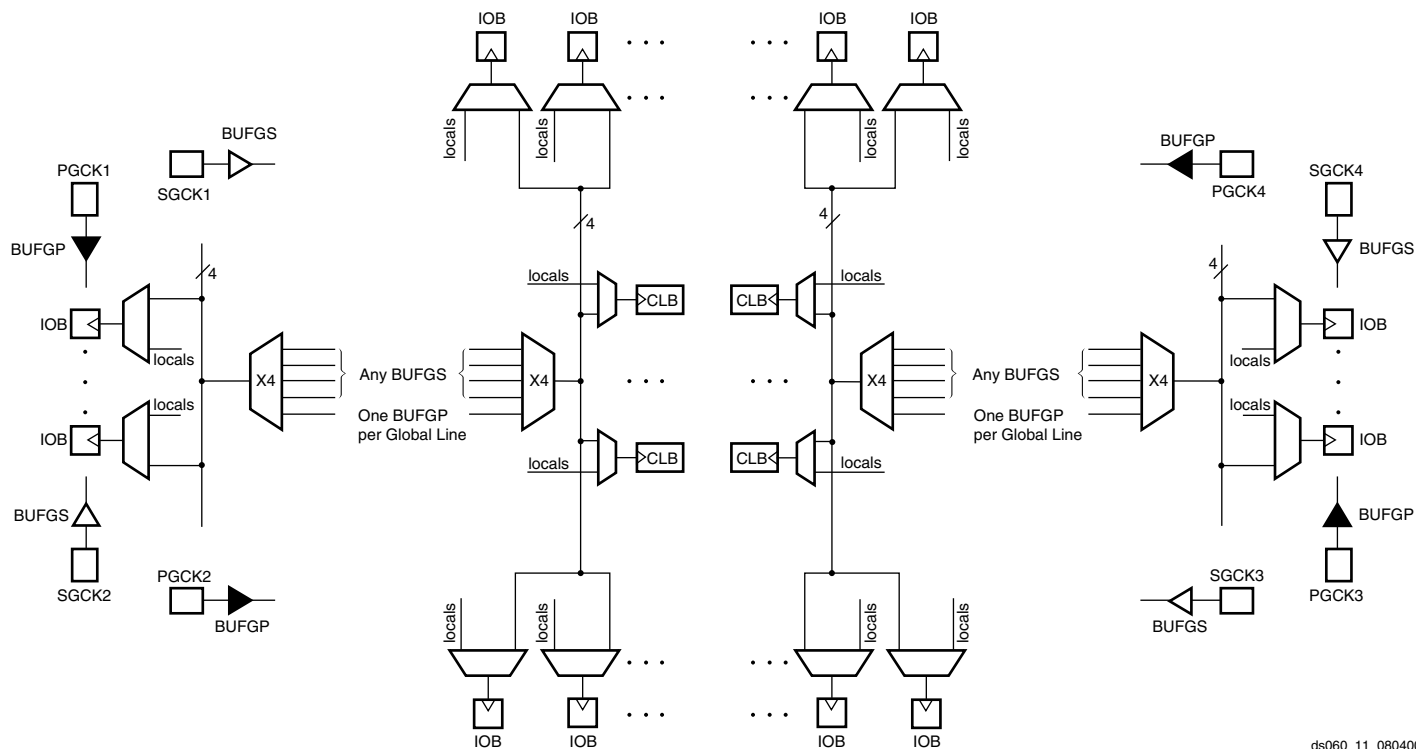 IOB IOB . . . . . . IOB IOB
. . . . . .
locals locals locals locals
BUFGS
SGCK1
PGCK1
BUFGP
BUFGP
PGCK4
SGCK4
BUFGS
4
4
4
4
locals
CLB
CLB
locals
IOB
locals
IOB
locals
X4
Any BUFGS
X4
. . .
. . .
X4
Any BUFGS
X4
One BUFGP
per Global Line
One BUFGP
per Global Line
locals
IOB
locals
IOB
CLB
locals
CLB
locals
BUFGS
SGCK2
PGCK2
BUFGP
SGCK3
BUFGS
BUFGP
PGCK3
locals locals locals locals
. . . . . .
IOB IOB . . . . . . IOB IOB
ds060_11_080400